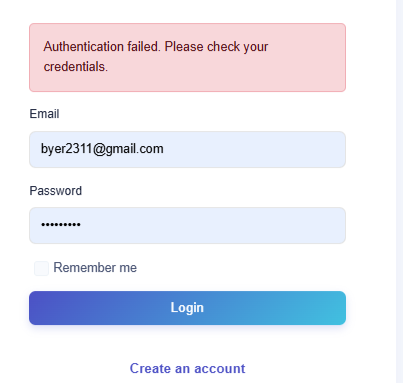 Authentication failed. Please check your
credentials.
Email
byer2311@gmail.com
Password
•••••••••
Remember me
Login
Create an account